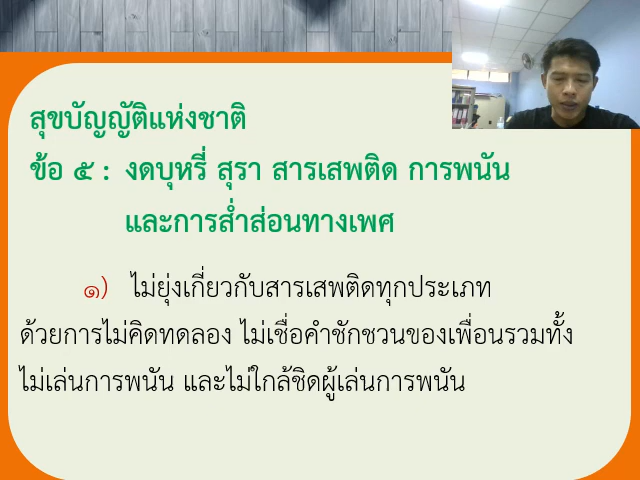 สุขบัญญัติแห่งชาติ
ข้อ ๕ : งดบุหรี่ สุรา สารเสพติด การพนัน
และการส่ำส่อนทางเพศ
๑) ไม่ยุ่งเกี่ยวกับสารเสพติดทุกประเภท
ด้วยการไม่คิดทดลอง ไม่เชื่อคำชักชวนของเพื่อนรวมทั้ง
ไม่เล่นการพนัน และไม่ใกล้ชิดผู้เล่นการพนัน